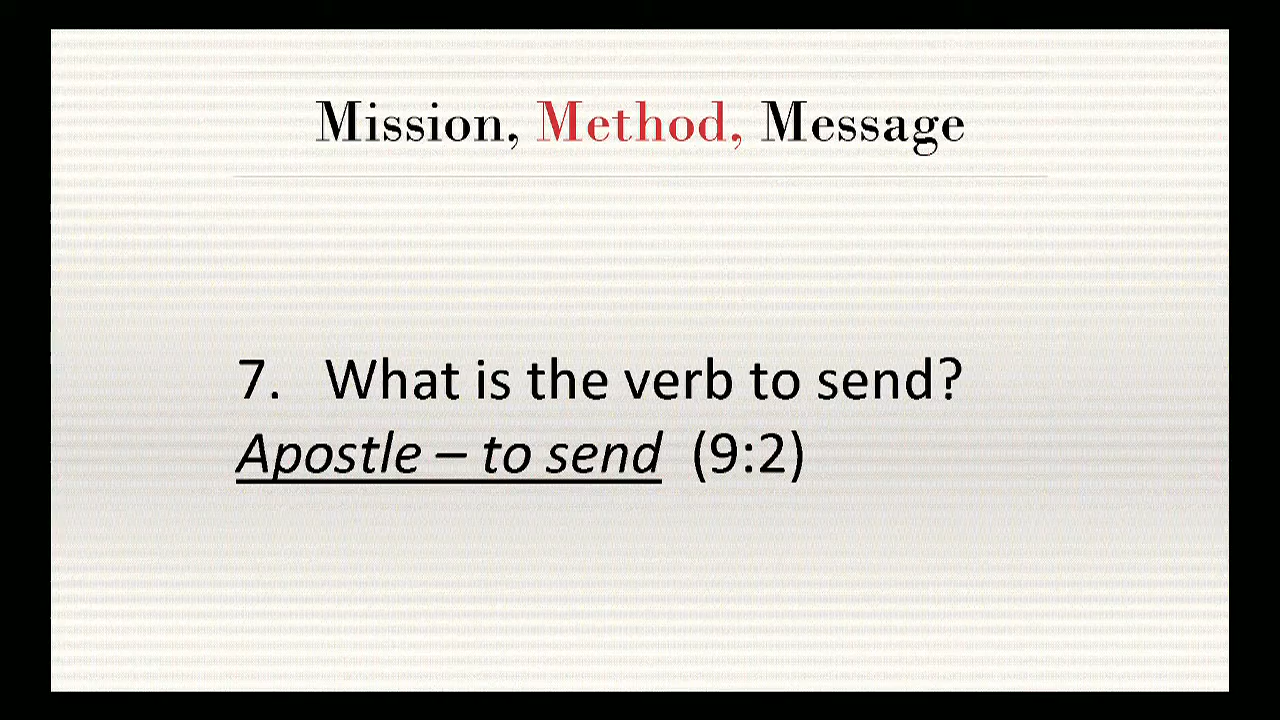 Mission, Method, Message
7. What is the verb to send?
Apostle – to send (9:2)